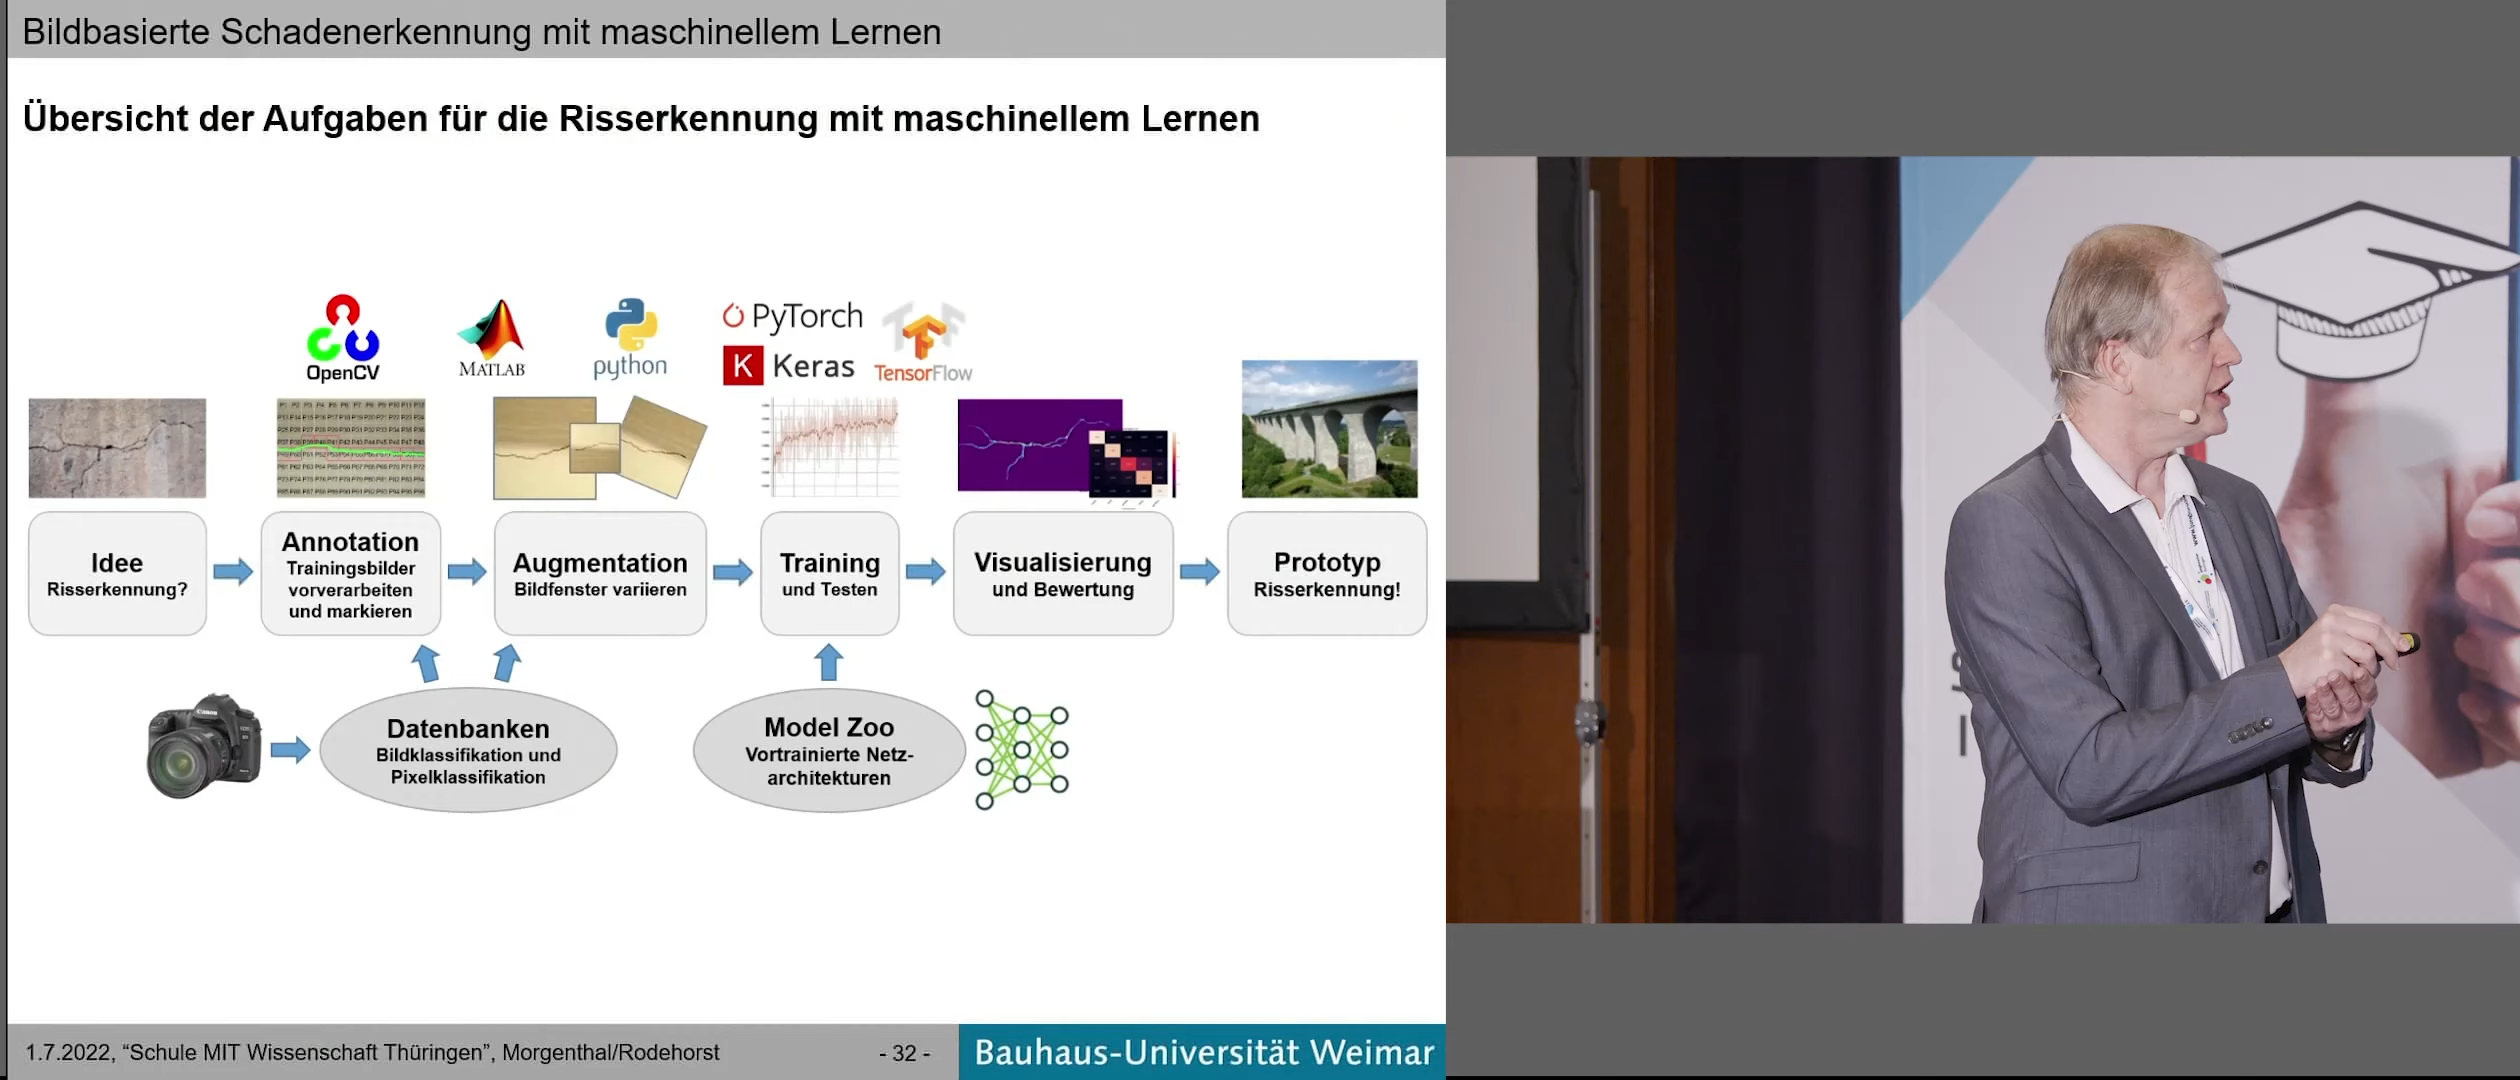 Bildbasierte Schadenerkennung mit maschinellem Lernen
Übersicht der Aufgaben für die Risserkennung mit maschinellem Lernen
OpenCV
MATLAB
python
PyTorch
K Keras
TensorFlow
Idee
Risserkennung?
Annotation
Trainingsbilder
vorverarbeiten
und markieren
Augmentation
Bildfenster variieren
Training
und Testen
Visualisierung
und Bewertung
Prototyp
Risserkennung!
Canon
Datenbanken
Bildklassifikation und
Pixelklassifikation
Model Zoo
Vortrainierte Netz-
architekturen
1.7.2022, “Schule MIT Wissenschaft Thüringen”, Morgenthal/Rodehorst
- 32 -
Bauhaus-Universität Weimar